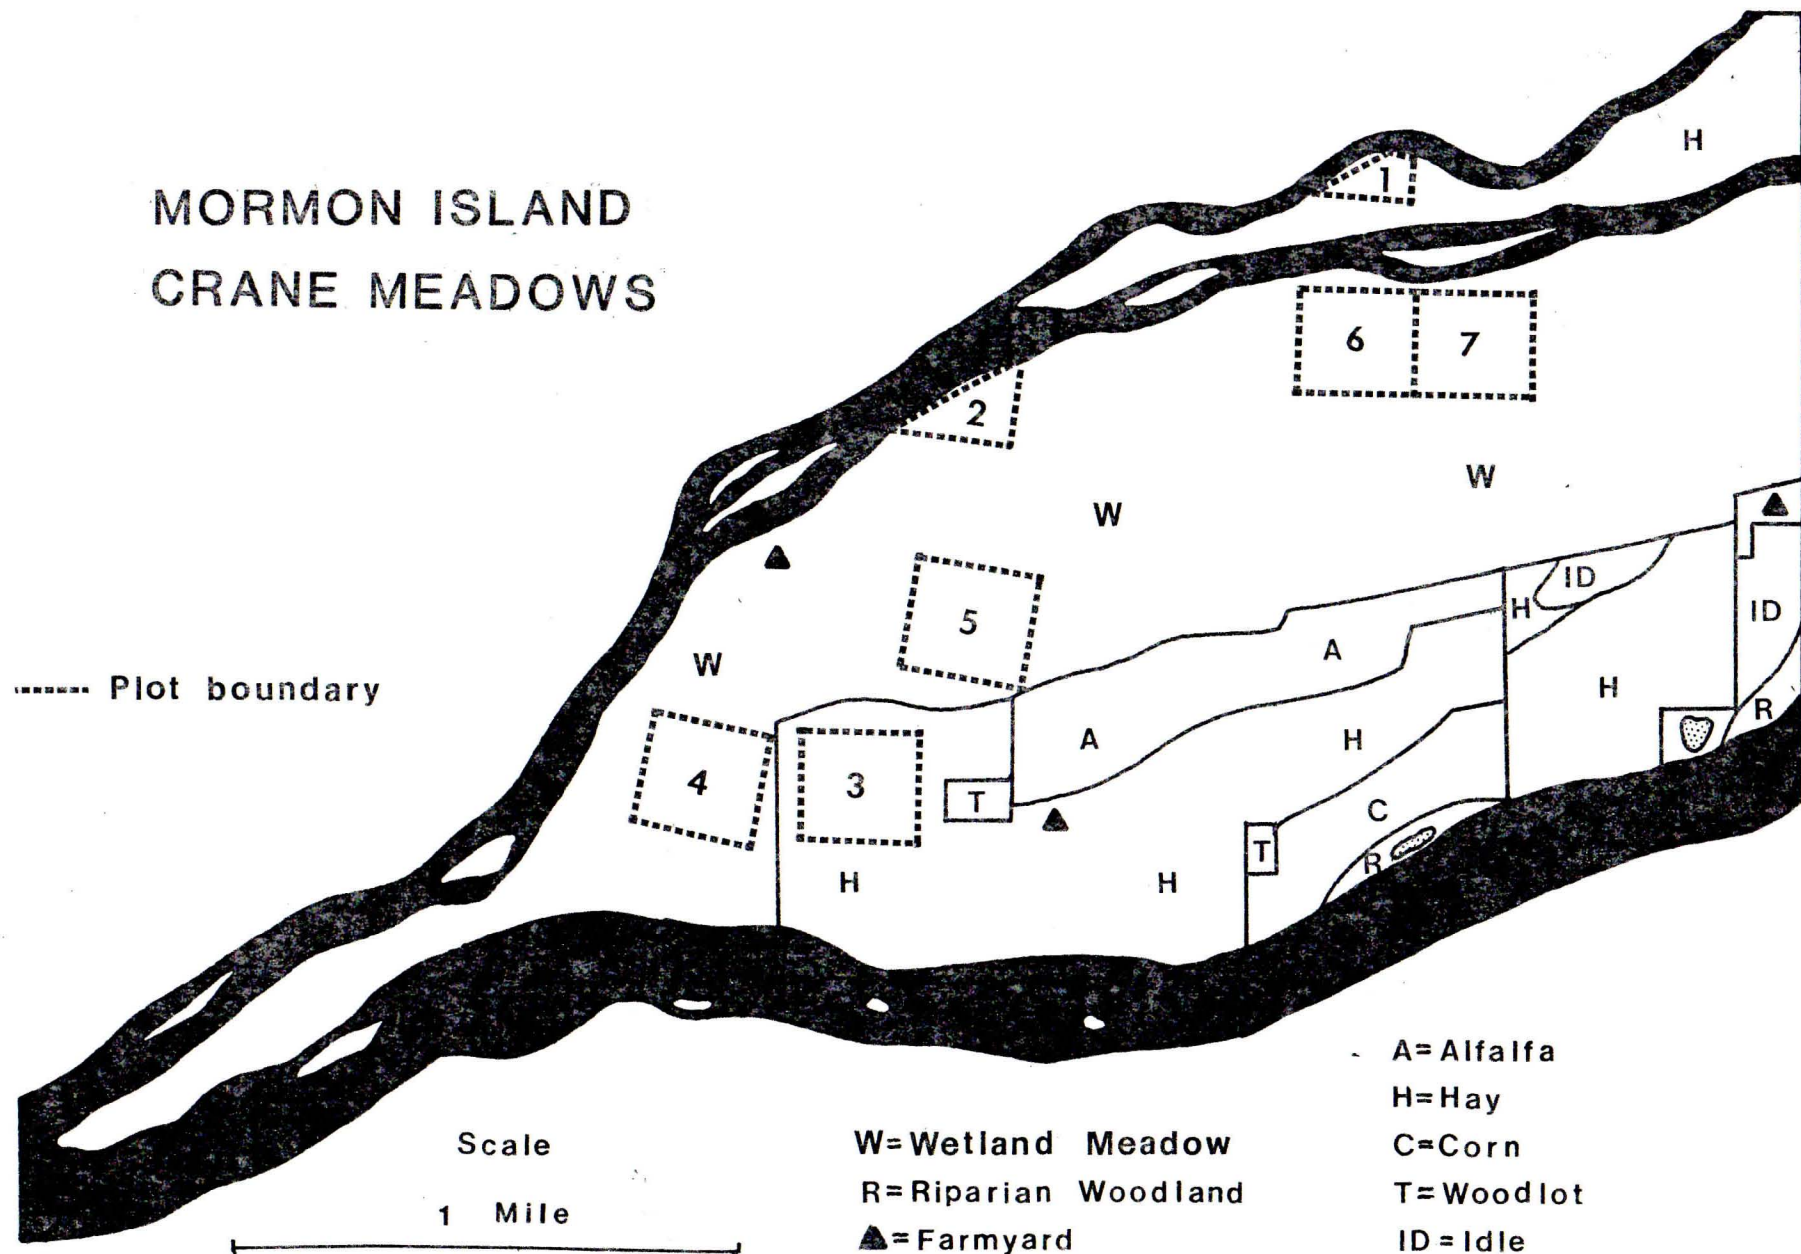 MORMON ISLAND
CRANE MEADOWS
H
1
6
7
2
W
W
ID
H
ID
5
A
W
H
R
Plot boundary
A
H
4
3
T
C
T
R
H
H
A=Alfalfa
H=Hay
C=Corn
T=Woodlot
ID=Idle
Scale
1 Mile
W=Wetland Meadow
R=Riparian Woodland
▲=Farmyard